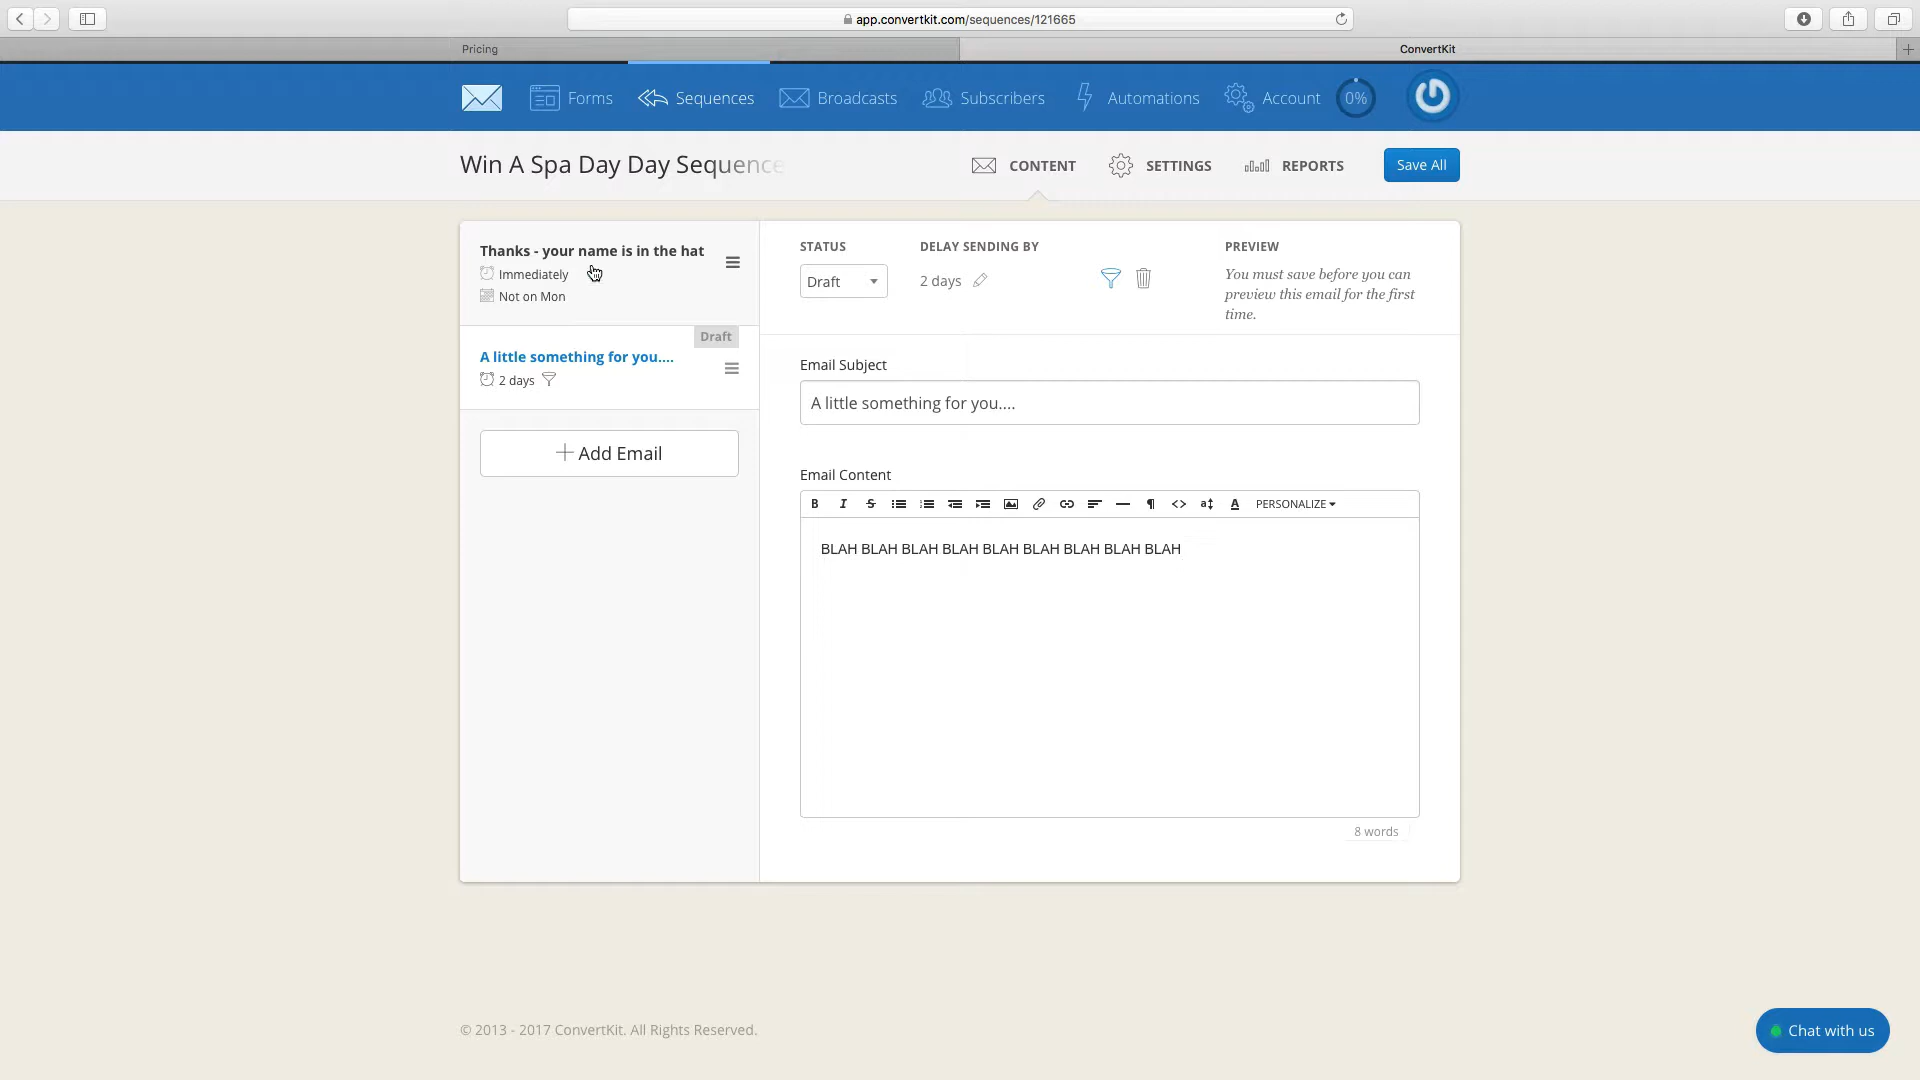 app.convertkit.com/sequences/121665
Pricing
ConvertKit
Forms
Sequences
Broadcasts
Subscribers
Automations
Account
0%
Win A Spa Day Day Sequence
CONTENT
SETTINGS
REPORTS
Save All
Thanks - your name is in the hat
Immediately
Not on Mon
Draft
A little something for you....
2 days
Add Email
STATUS
Draft
DELAY SENDING BY
2 days
PREVIEW
You must save before you can
preview this email for the first
time.
Email Subject
A little something for you....
Email Content
B I S <> A PERSONALIZE
BLAH BLAH BLAH BLAH BLAH BLAH BLAH BLAH BLAH
8 words
© 2013 - 2017 ConvertKit. All Rights Reserved.
Chat with us